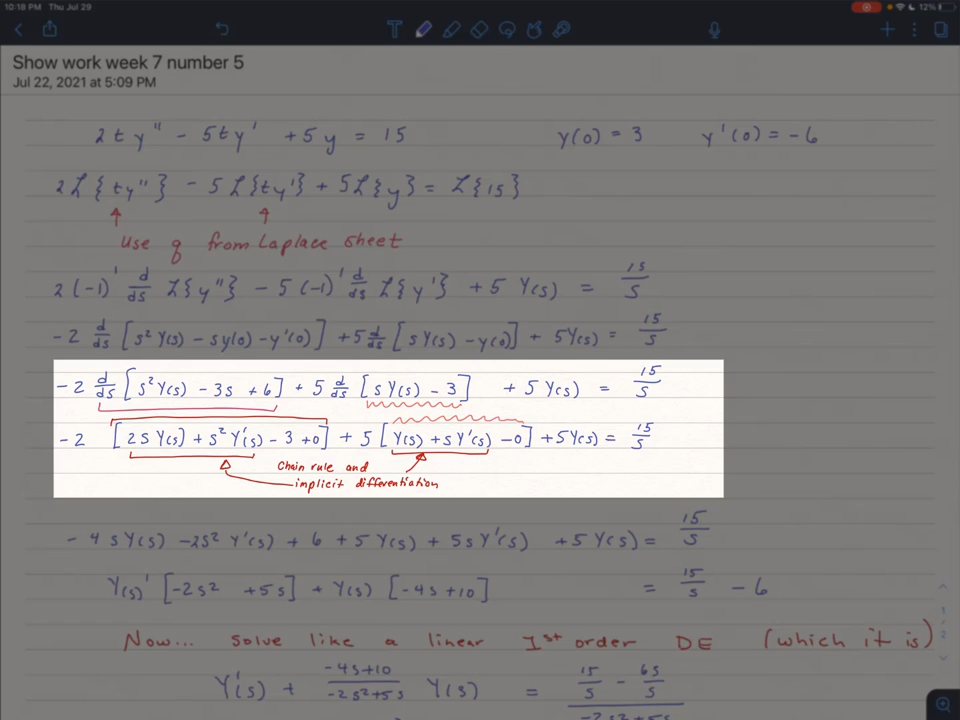 10:18 PM Thu Jul 29 12%
Show work week 7 number 5
Jul 22, 2021 at 5:09 PM
2ty" - 5ty' + 5y = 15 y(0) = 3 y'(0) = -6
2ℒ{ty"} - 5ℒ{ty'} + 5ℒ{y} = ℒ{15}
Use 9 from Laplace sheet
2(-1)' d/ds ℒ{y"} - 5(-1)' d/ds ℒ{y'} + 5 Y(s) = 15/s
-2 d/ds [s²Y(s) - sy(0) - y'(0)] + 5 d/ds [sY(s) - y(0)] + 5Y(s) = 15/s
-2 d/ds [s²Y(s) - 3s + 6] + 5 d/ds [sY(s) - 3] + 5Y(s) = 15/s
-2 [2sY(s) + s²Y'(s) - 3 + 0] + 5[Y(s) + sY'(s) - 0] + 5Y(s) = 15/s
Chain rule and
implicit differentiation
-4sY(s) - 2s²Y'(s) + 6 + 5Y(s) + 5sY'(s) + 5Y(s) = 15/s
Y(s)' [-2s² + 5s] + Y(s) [-4s + 10] = 15/s - 6
Now... solve like a linear 1st order DE (which it is)
Y'(s) + (-4s+10)/(-2s²+5s) Y(s) = (15/s - 6s/s)/(-2s²+5s)